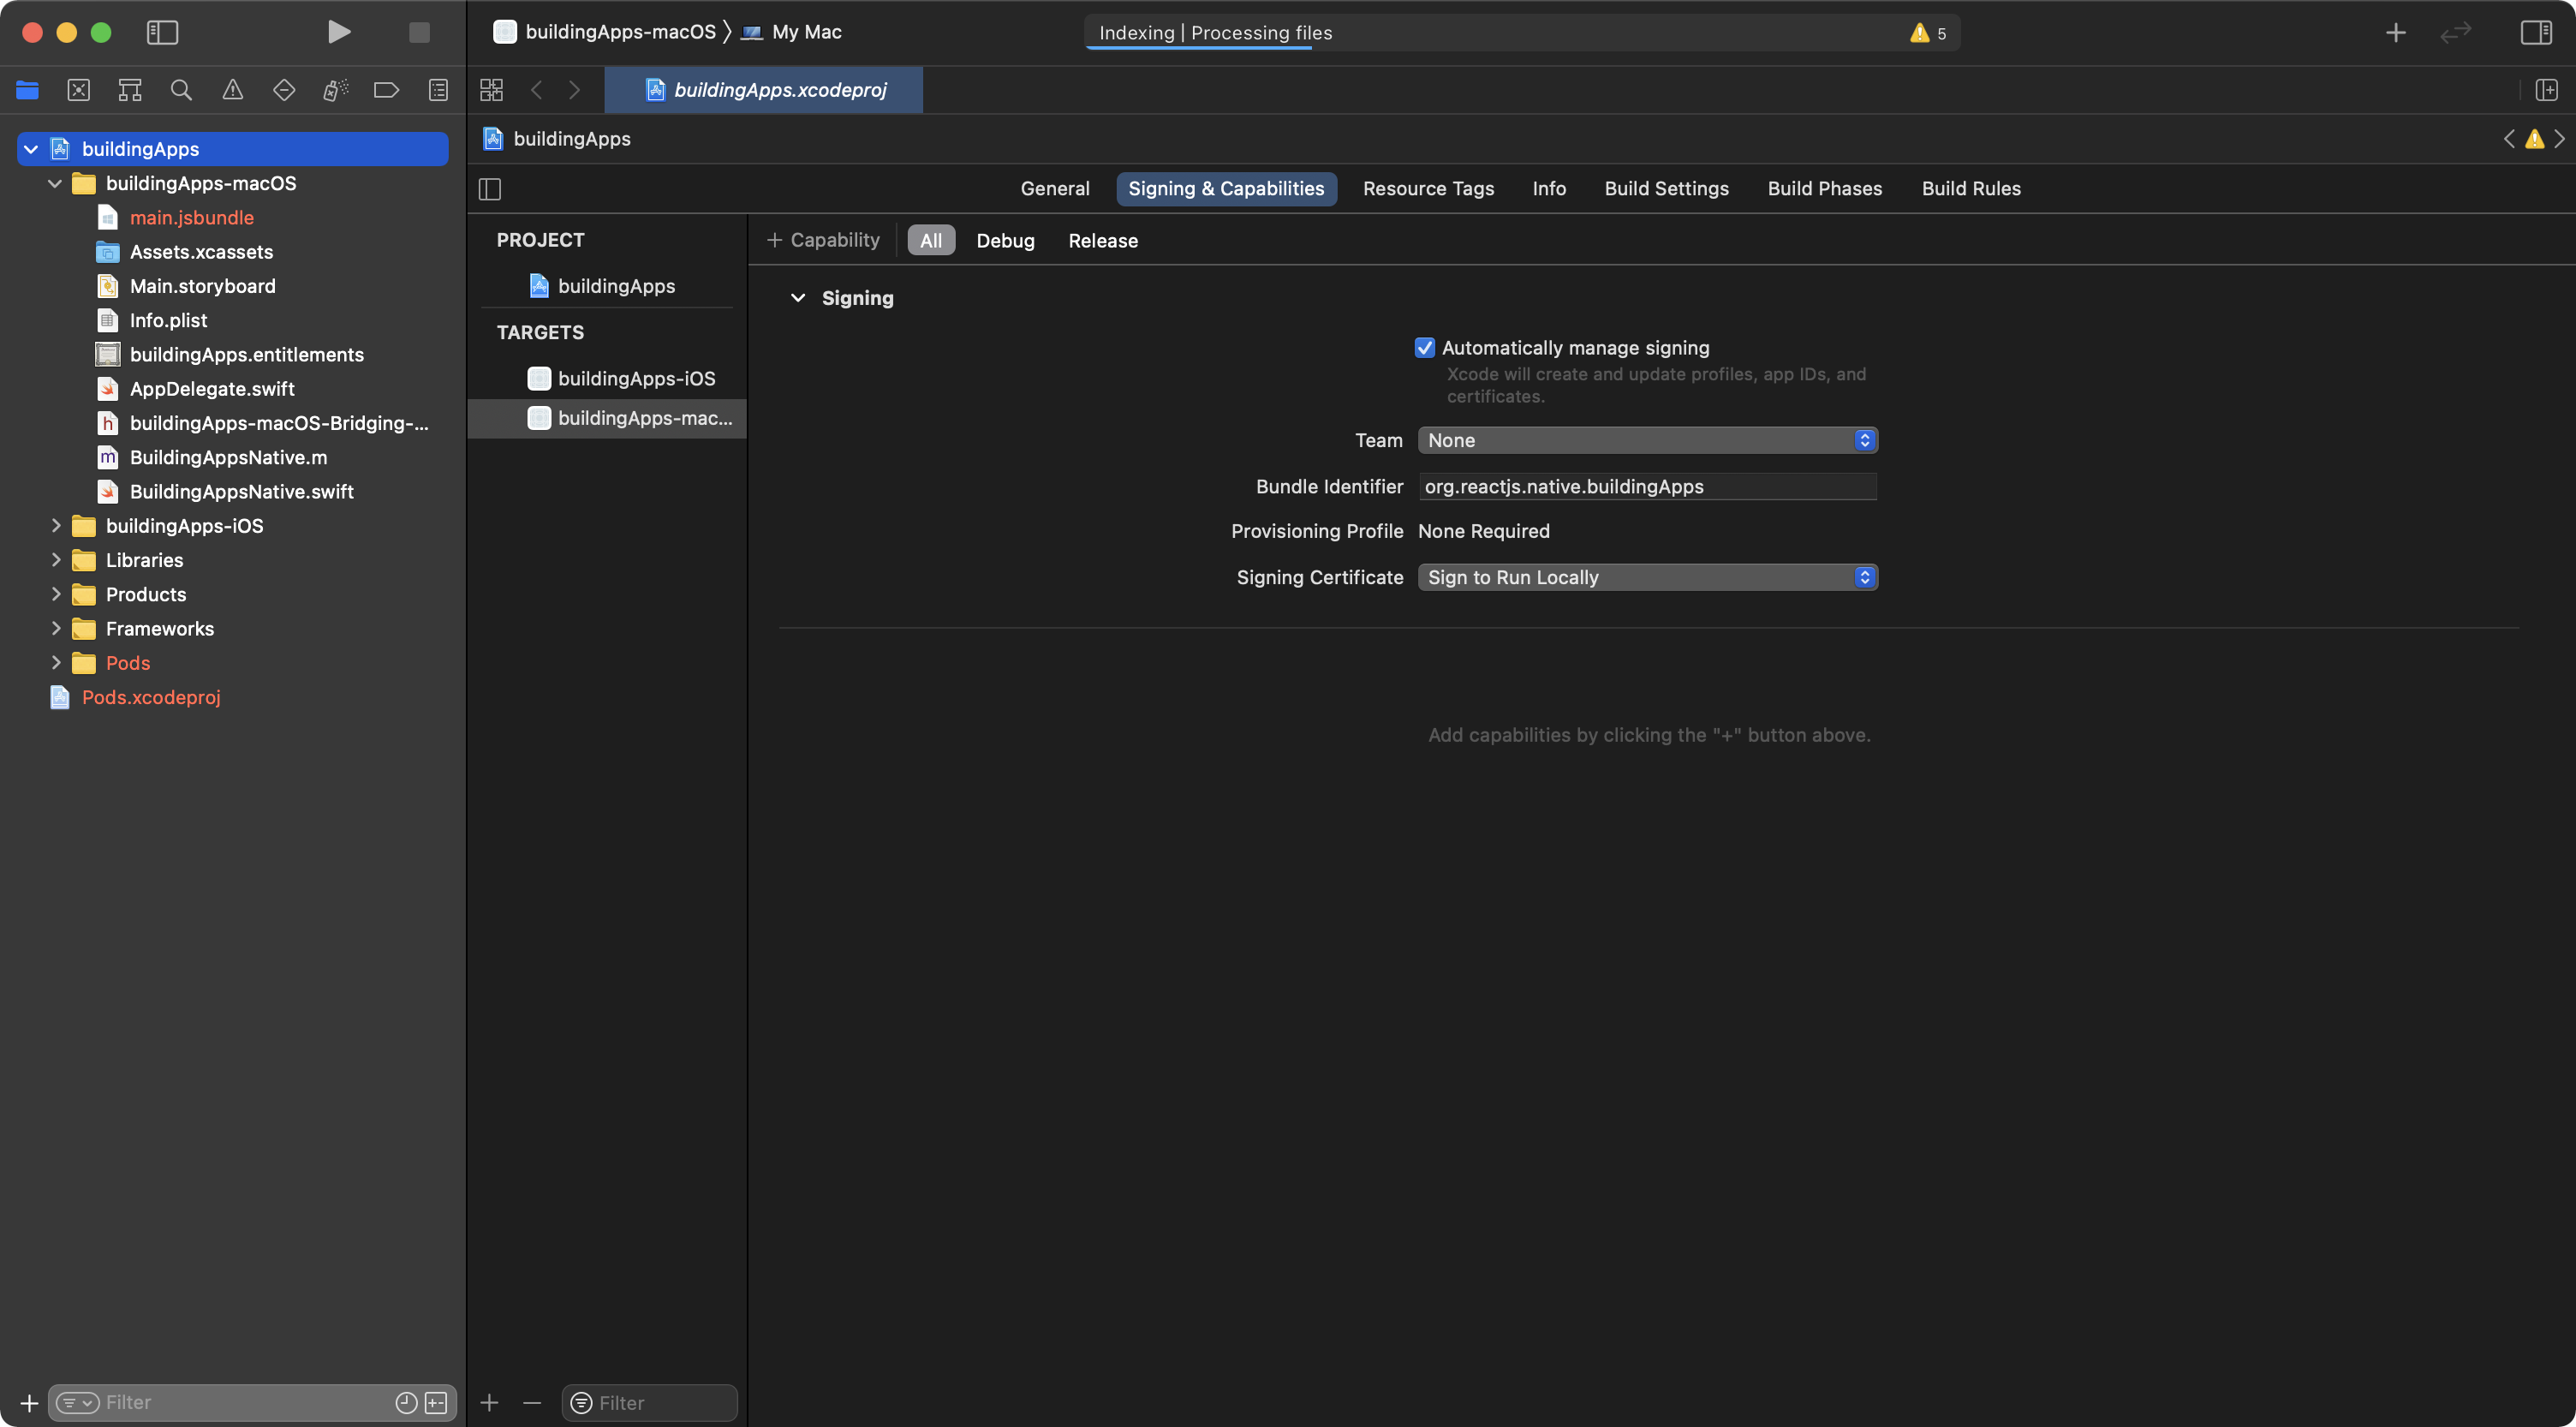 buildingApps-macOS
My Mac
Indexing | Processing files
5
buildingApps.xcodeproj
buildingApps
General
Signing & Capabilities
Resource Tags
Info
Build Settings
Build Phases
Build Rules
buildingApps
buildingApps-macOS
main.jsbundle
Assets.xcassets
Main.storyboard
Info.plist
buildingApps.entitlements
AppDelegate.swift
h buildingApps-macOS-Bridging-...
m BuildingAppsNative.m
BuildingAppsNative.swift
buildingApps-iOS
Libraries
Products
Frameworks
Pods
Pods.xcodeproj
Filter
PROJECT
buildingApps
TARGETS
buildingApps-iOS
buildingApps-mac...
Filter
+ Capability
All
Debug
Release
Signing
Automatically manage signing
Xcode will create and update profiles, app IDs, and
certificates.
Team None
Bundle Identifier org.reactjs.native.buildingApps
Provisioning Profile None Required
Signing Certificate Sign to Run Locally
Add capabilities by clicking the "+" button above.